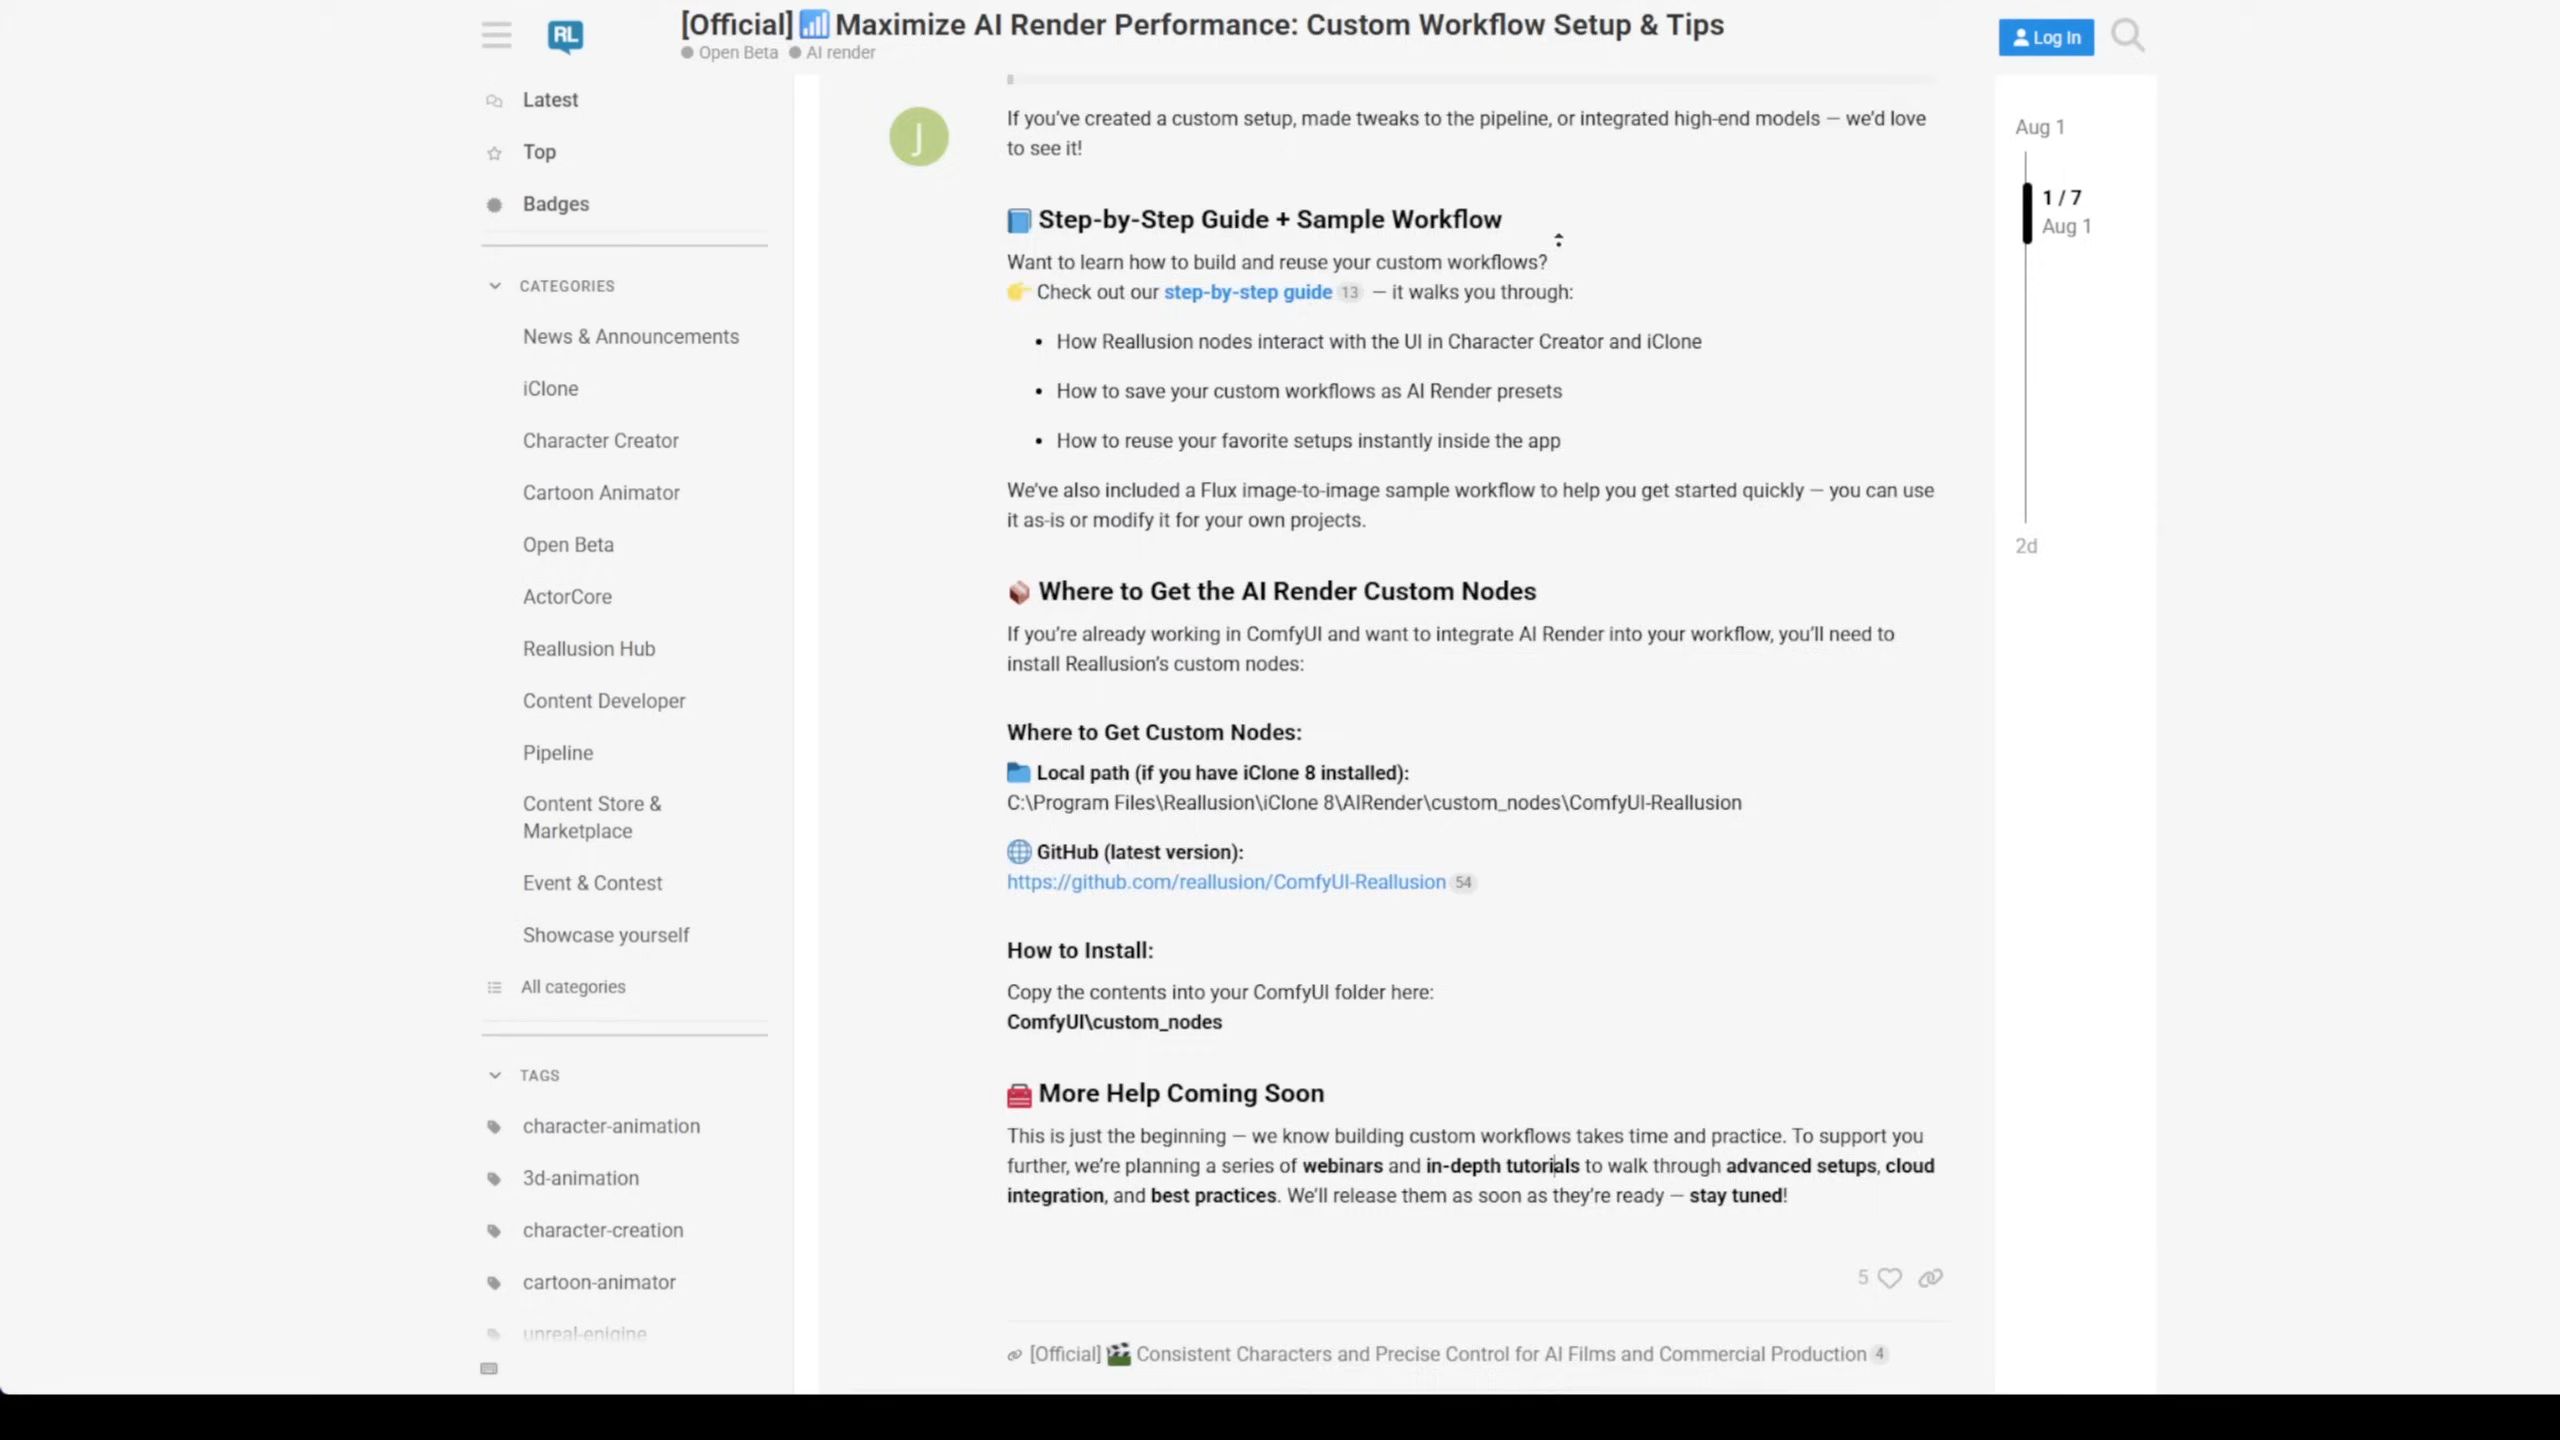 RL
[Official] Maximize AI Render Performance: Custom Workflow Setup & Tips
Open Beta AI render
Log In
Latest
Top
Badges
CATEGORIES
News & Announcements
iClone
Character Creator
Cartoon Animator
Open Beta
ActorCore
Reallusion Hub
Content Developer
Pipeline
Content Store &
Marketplace
Event & Contest
Showcase yourself
All categories
TAGS
character-animation
3d-animation
character-creation
cartoon-animator
unreal-enigine
J
If you’ve created a custom setup, made tweaks to the pipeline, or integrated high-end models — we’d love
to see it!
Step-by-Step Guide + Sample Workflow
Want to learn how to build and reuse your custom workflows?
Check out our step-by-step guide 13 — it walks you through:
• How Reallusion nodes interact with the UI in Character Creator and iClone
• How to save your custom workflows as AI Render presets
• How to reuse your favorite setups instantly inside the app
We’ve also included a Flux image-to-image sample workflow to help you get started quickly — you can use
it as-is or modify it for your own projects.
Where to Get the AI Render Custom Nodes
If you’re already working in ComfyUI and want to integrate AI Render into your workflow, you’ll need to
install Reallusion’s custom nodes:
Where to Get Custom Nodes:
Local path (if you have iClone 8 installed):
C:\Program Files\Reallusion\iClone 8\AIRender\custom_nodes\ComfyUI-Reallusion
GitHub (latest version):
https://github.com/reallusion/ComfyUI-Reallusion 54
How to Install:
Copy the contents into your ComfyUI folder here:
ComfyUI\custom_nodes
More Help Coming Soon
This is just the beginning — we know building custom workflows takes time and practice. To support you
further, we’re planning a series of webinars and in-depth tutorials to walk through advanced setups, cloud
integration, and best practices. We’ll release them as soon as they’re ready — stay tuned!
5
[Official] Consistent Characters and Precise Control for AI Films and Commercial Production 4
Aug 1
1 / 7
Aug 1
2d